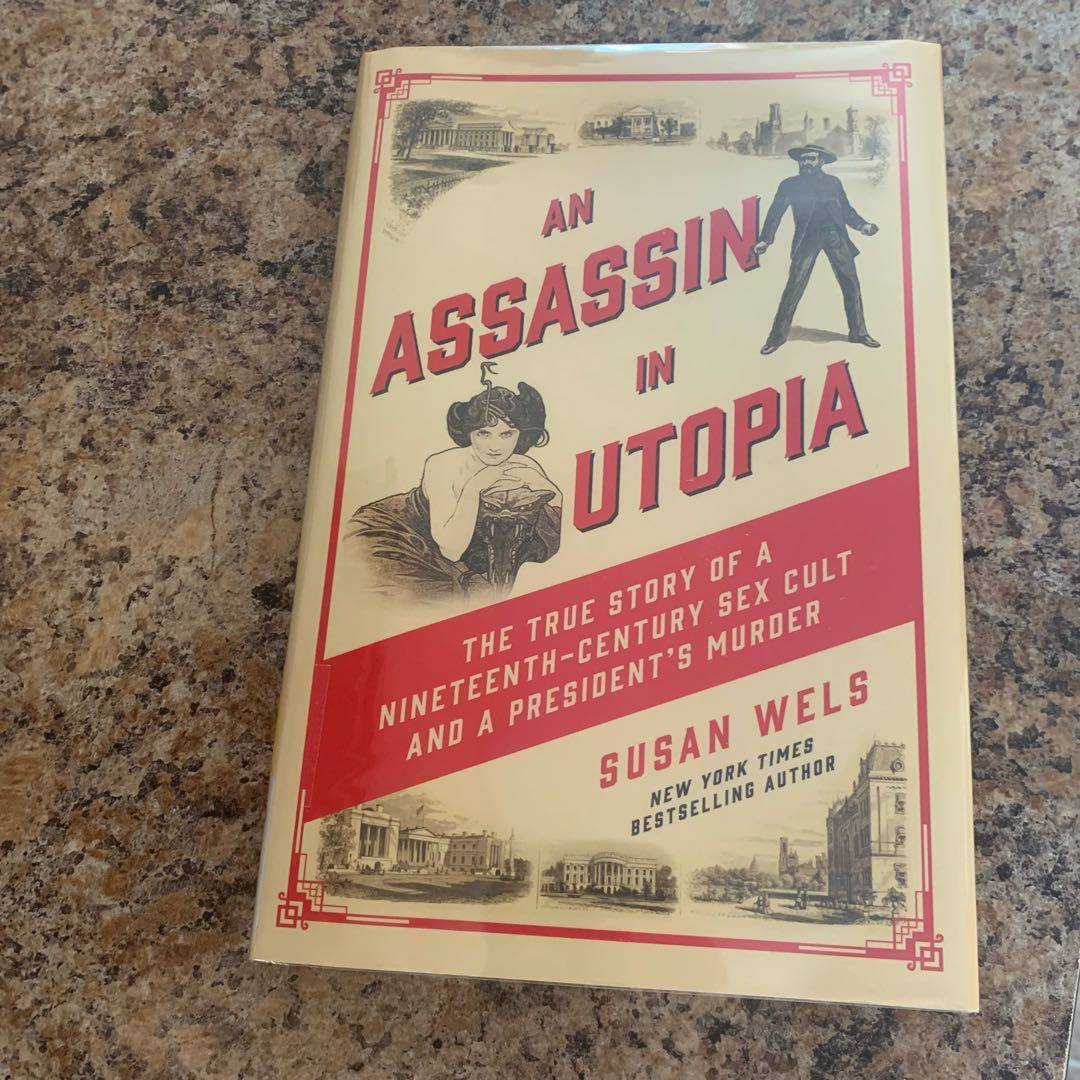 AN
ASSASSIN
IN
UTOPIA
THE TRUE STORY OF A
NINETEENTH-CENTURY SEX CULT
AND A PRESIDENT'S MURDER
SUSAN WELS
NEW YORK TIMES
BESTSELLING AUTHOR